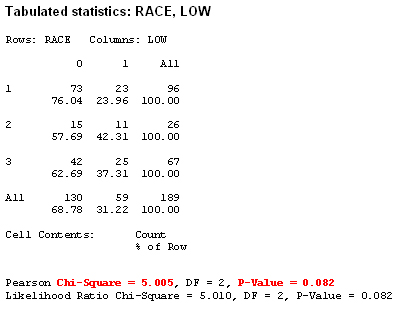 Tabulated statistics: RACE, LOW
Rows: RACE Columns: LOW
0 1 All
1 73 23 96
76.04 23.96 100.00
2 15 11 26
57.69 42.31 100.00
3 42 25 67
62.69 37.31 100.00
All 130 59 189
68.78 31.22 100.00
Cell Contents: Count
% of Row
Pearson Chi-Square = 5.005, DF = 2, P-Value = 0.082
Likelihood Ratio Chi-Square = 5.010, DF = 2, P-Value = 0.082